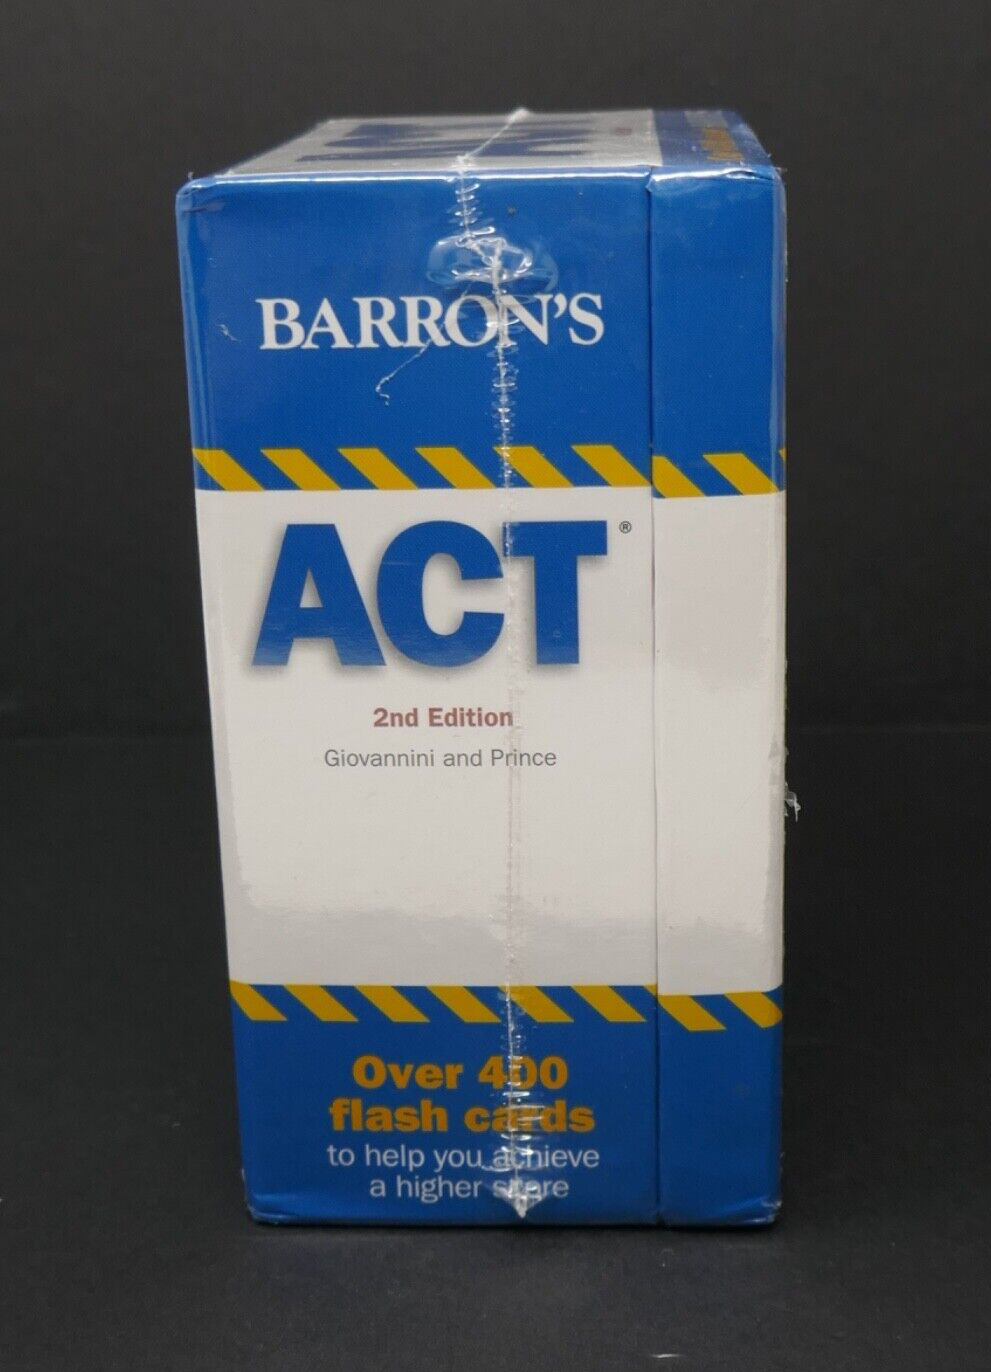 BARRON'S
ACT®
2nd Edition
Giovannini and Prince
Over 400
flash cards
to help you achieve
a higher score